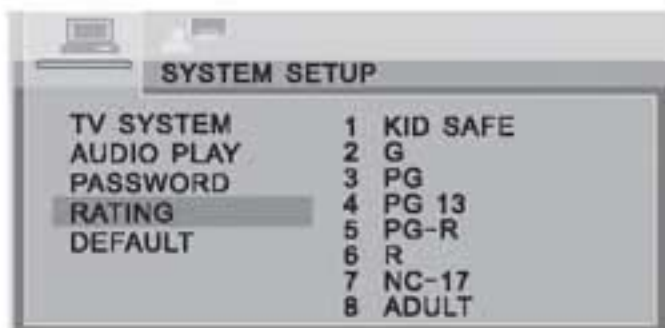 SYSTEM SETUP
TV SYSTEM
AUDIO PLAY
PASSWORD
RATING
DEFAULT
1 KID SAFE
2 G
3 PG
4 PG 13
5 PG-R
6 R
7 NC-17
8 ADULT